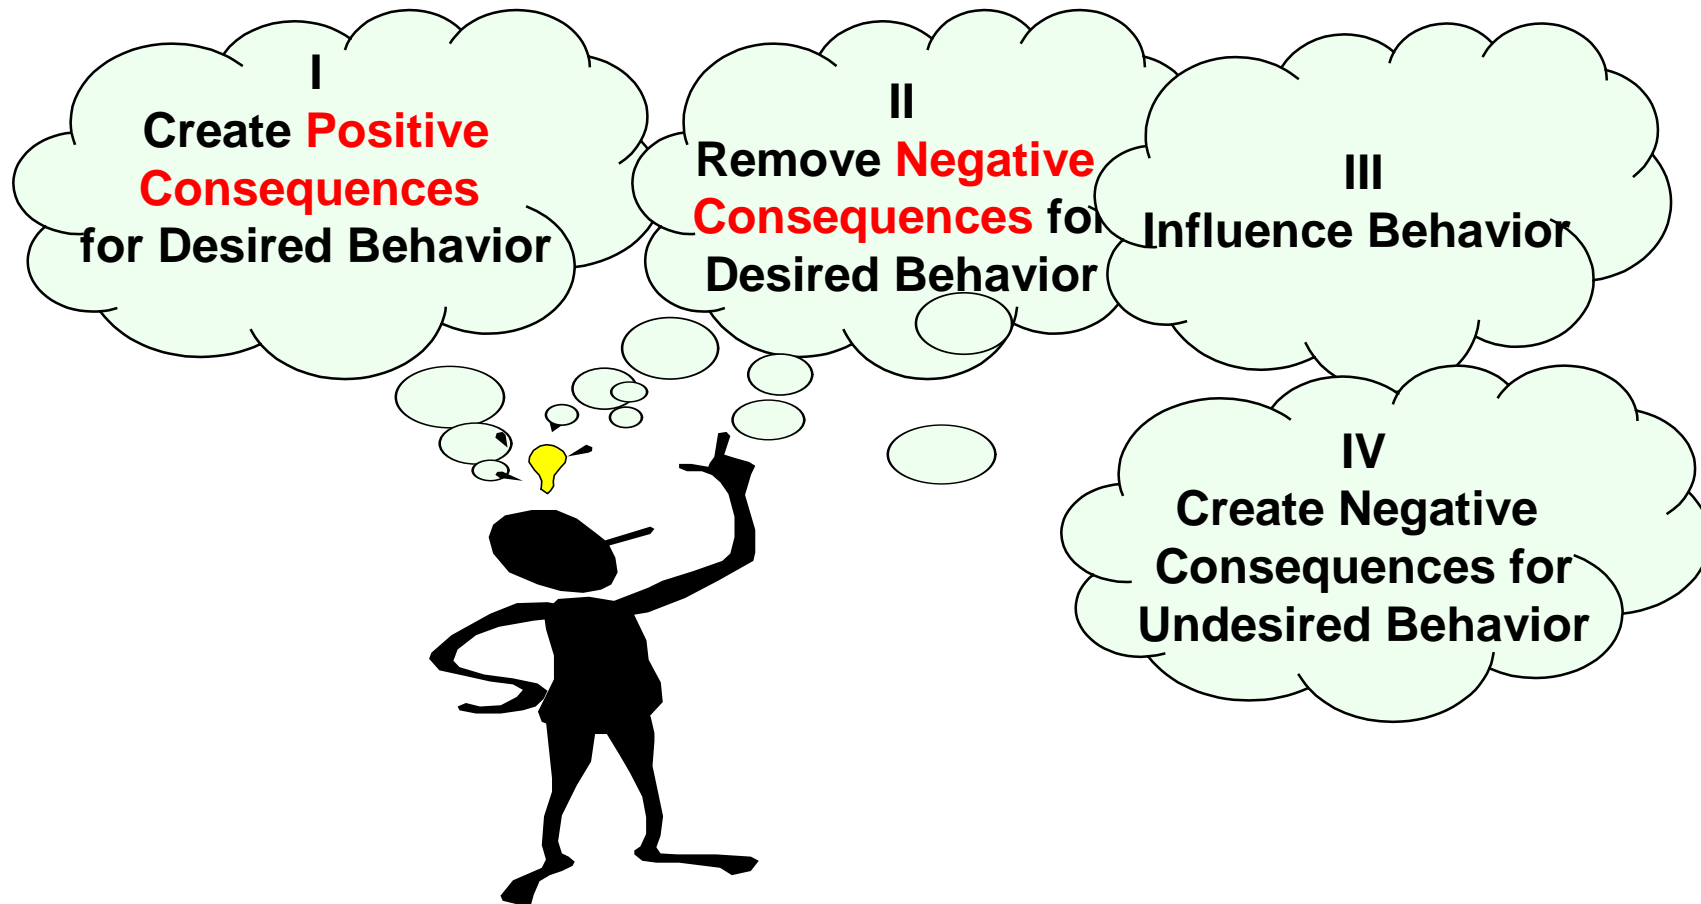 I
Create Positive
Consequences
for Desired Behavior
II
Remove Negative
Consequences for
Desired Behavior
III
Influence Behavior
IV
Create Negative
Consequences for
Undesired Behavior